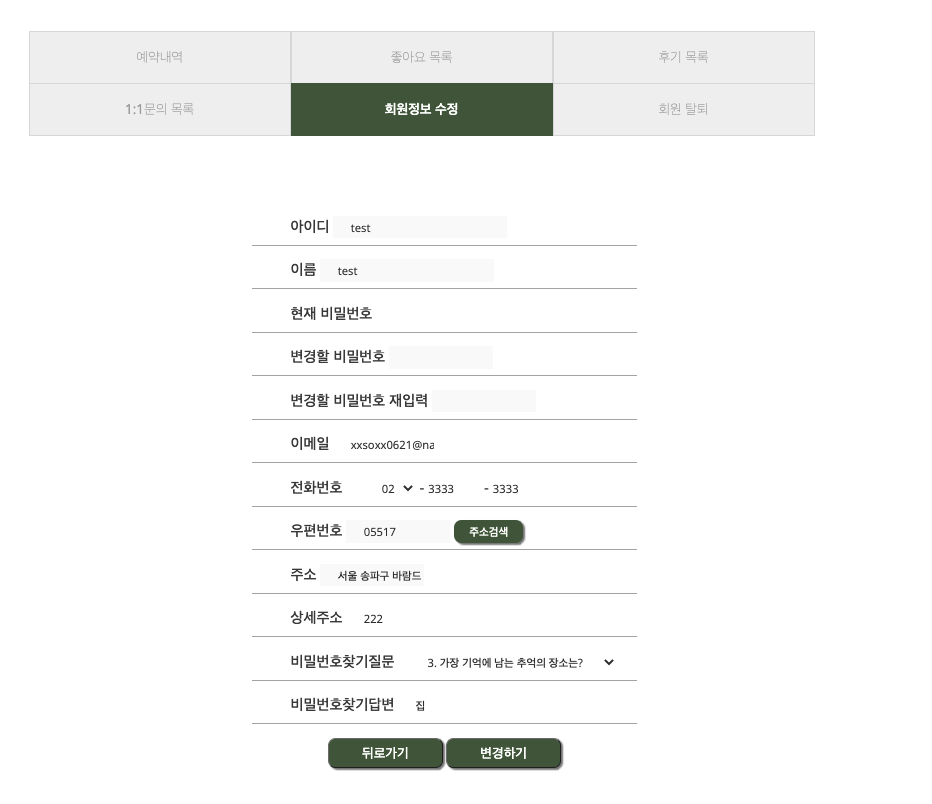 예약내역 좋아요 목록 후기 목록
1:1문의 목록 회원정보 수정 회원 탈퇴
아이디 test
이름 test
현재 비밀번호
변경할 비밀번호
변경할 비밀번호 재입력
이메일 xxsoxx0621@na
전화번호 02 - 3333 - 3333
우편번호 05517 주소검색
주소 서울 송파구 바람드
상세주소 222
비밀번호찾기질문 3. 가장 기억에 남는 추억의 장소는?
비밀번호찾기답변 집
뒤로가기 변경하기